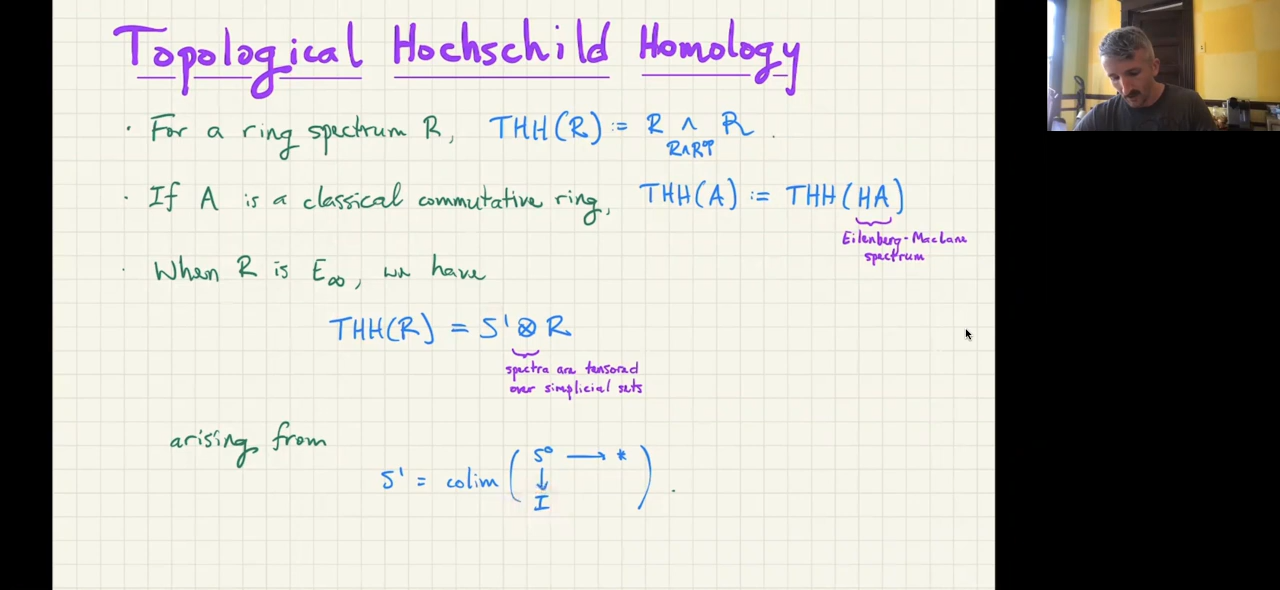 Topological Hochschild Homology
· For a ring spectrum R, THH(R) := R ∧ R .
R∧R^op
· If A is a classical commutative ring, THH(A) := THH(HA)
Eilenberg-MacLane
spectrum
· When R is E∞, we have
THH(R) = S¹ ⊗ R
spectra are tensored
over simplicial sets
arising from
S¹ = colim ( S⁰ ⟶ *
↓
I ) .